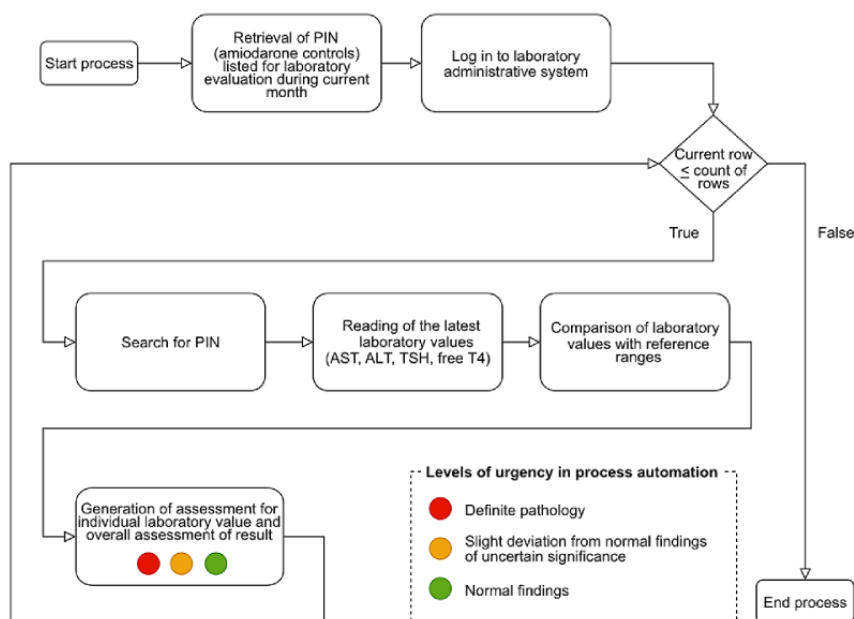 Start process
Retrieval of PIN
(amiodarone controls)
listed for laboratory
evaluation during current
month
Log in to laboratory
administrative system
Current row
≤ count of
rows
True
False
Search for PIN
Reading of the latest
laboratory values
(AST, ALT, TSH, free T4)
Comparison of laboratory
values with reference
ranges
Generation of assessment for
individual laboratory value and
overall assessment of result
Levels of urgency in process automation
Definite pathology
Slight deviation from normal findings
of uncertain significance
Normal findings
End process